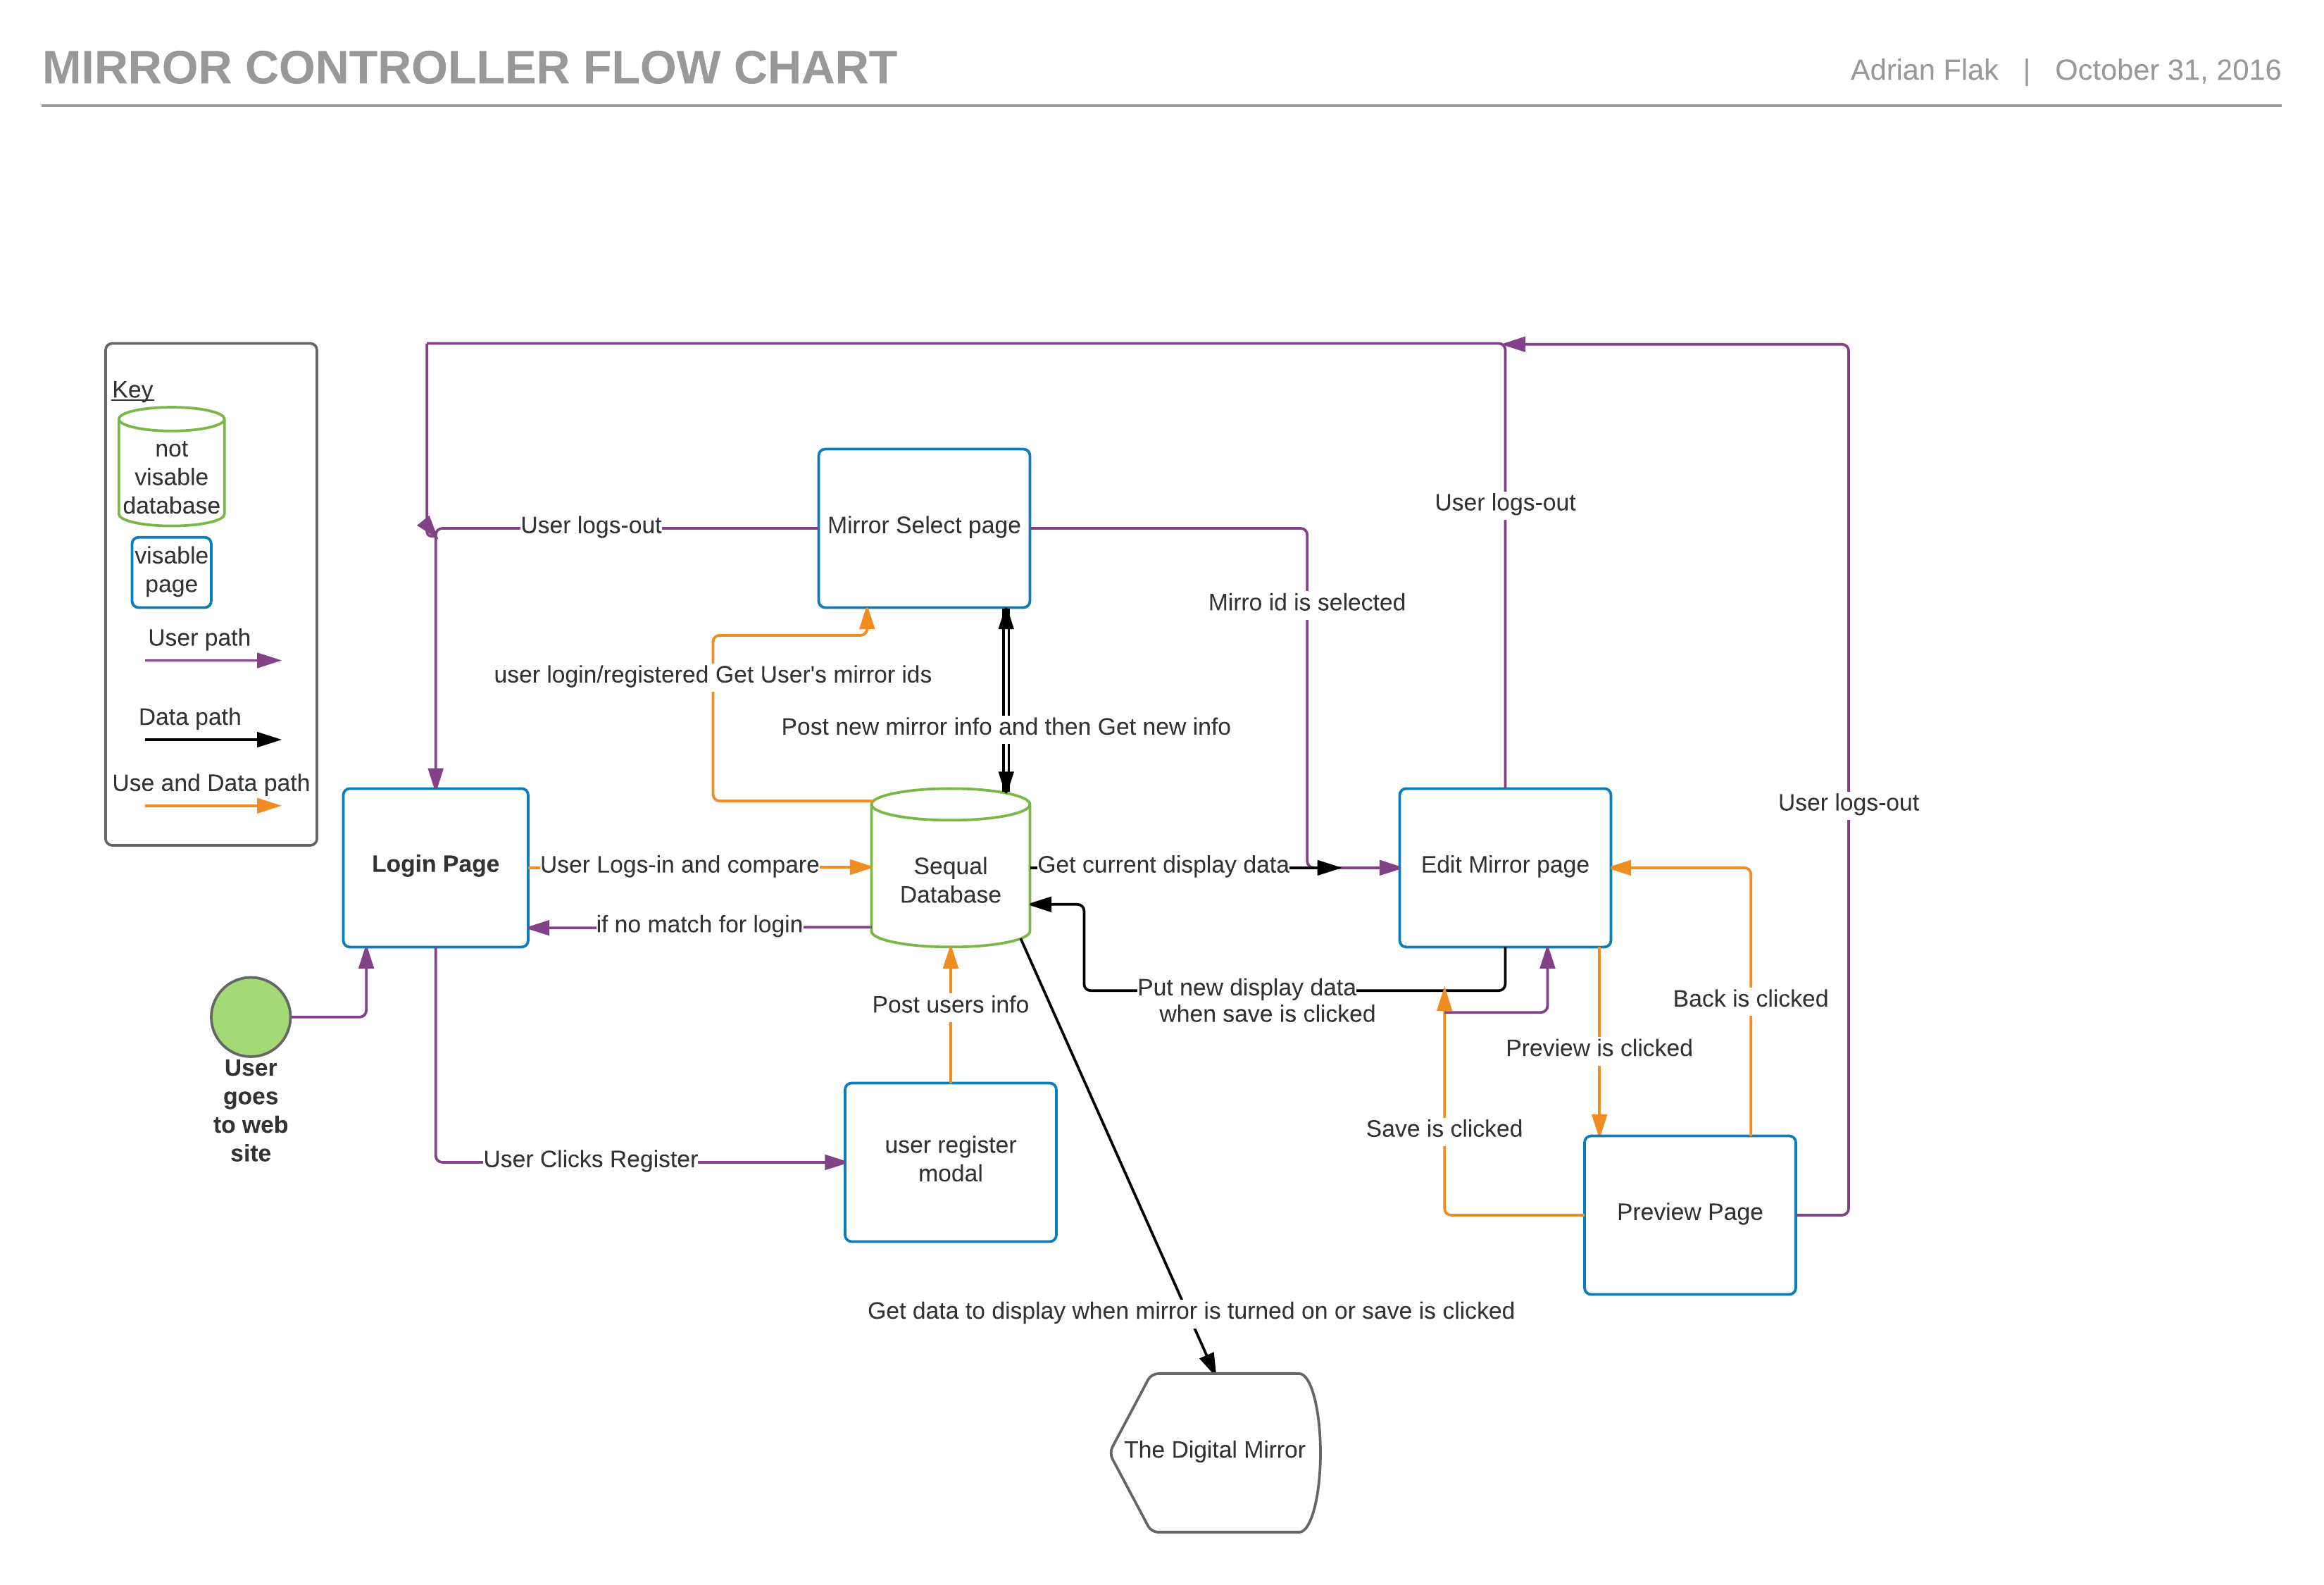 MIRROR CONTROLLER FLOW CHART
Adrian Flak | October 31, 2016
Key
not
visable
database
visable
page
User path
Data path
Use and Data path
User logs-out
Mirror Select page
User logs-out
Mirro id is selected
user login/registered Get User's mirror ids
Post new mirror info and then Get new info
User logs-out
Login Page
User Logs-in and compare
Sequal
Database
Get current display data
Edit Mirror page
if no match for login
Post users info
Put new display data
when save is clicked
Back is clicked
Preview is clicked
User
goes
to web
site
Save is clicked
User Clicks Register
user register
modal
Preview Page
Get data to display when mirror is turned on or save is clicked
The Digital Mirror